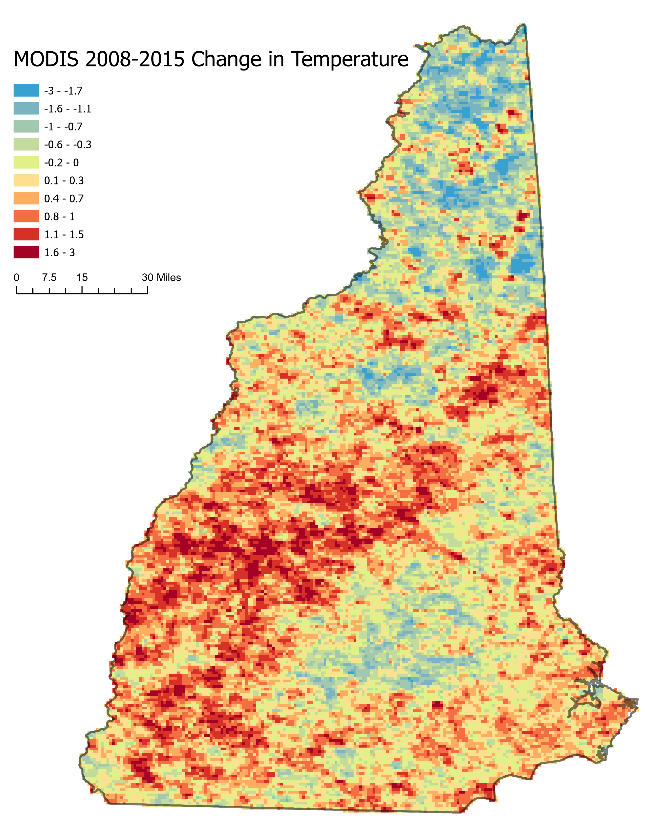 MODIS 2008-2015 Change in Temperature
-3 - -1.7
-1.6 - -1.1
-1 - -0.7
-0.6 - -0.3
-0.2 - 0
0.1 - 0.3
0.4 - 0.7
0.8 - 1
1.1 - 1.5
1.6 - 3
0 7.5 15 30 Miles